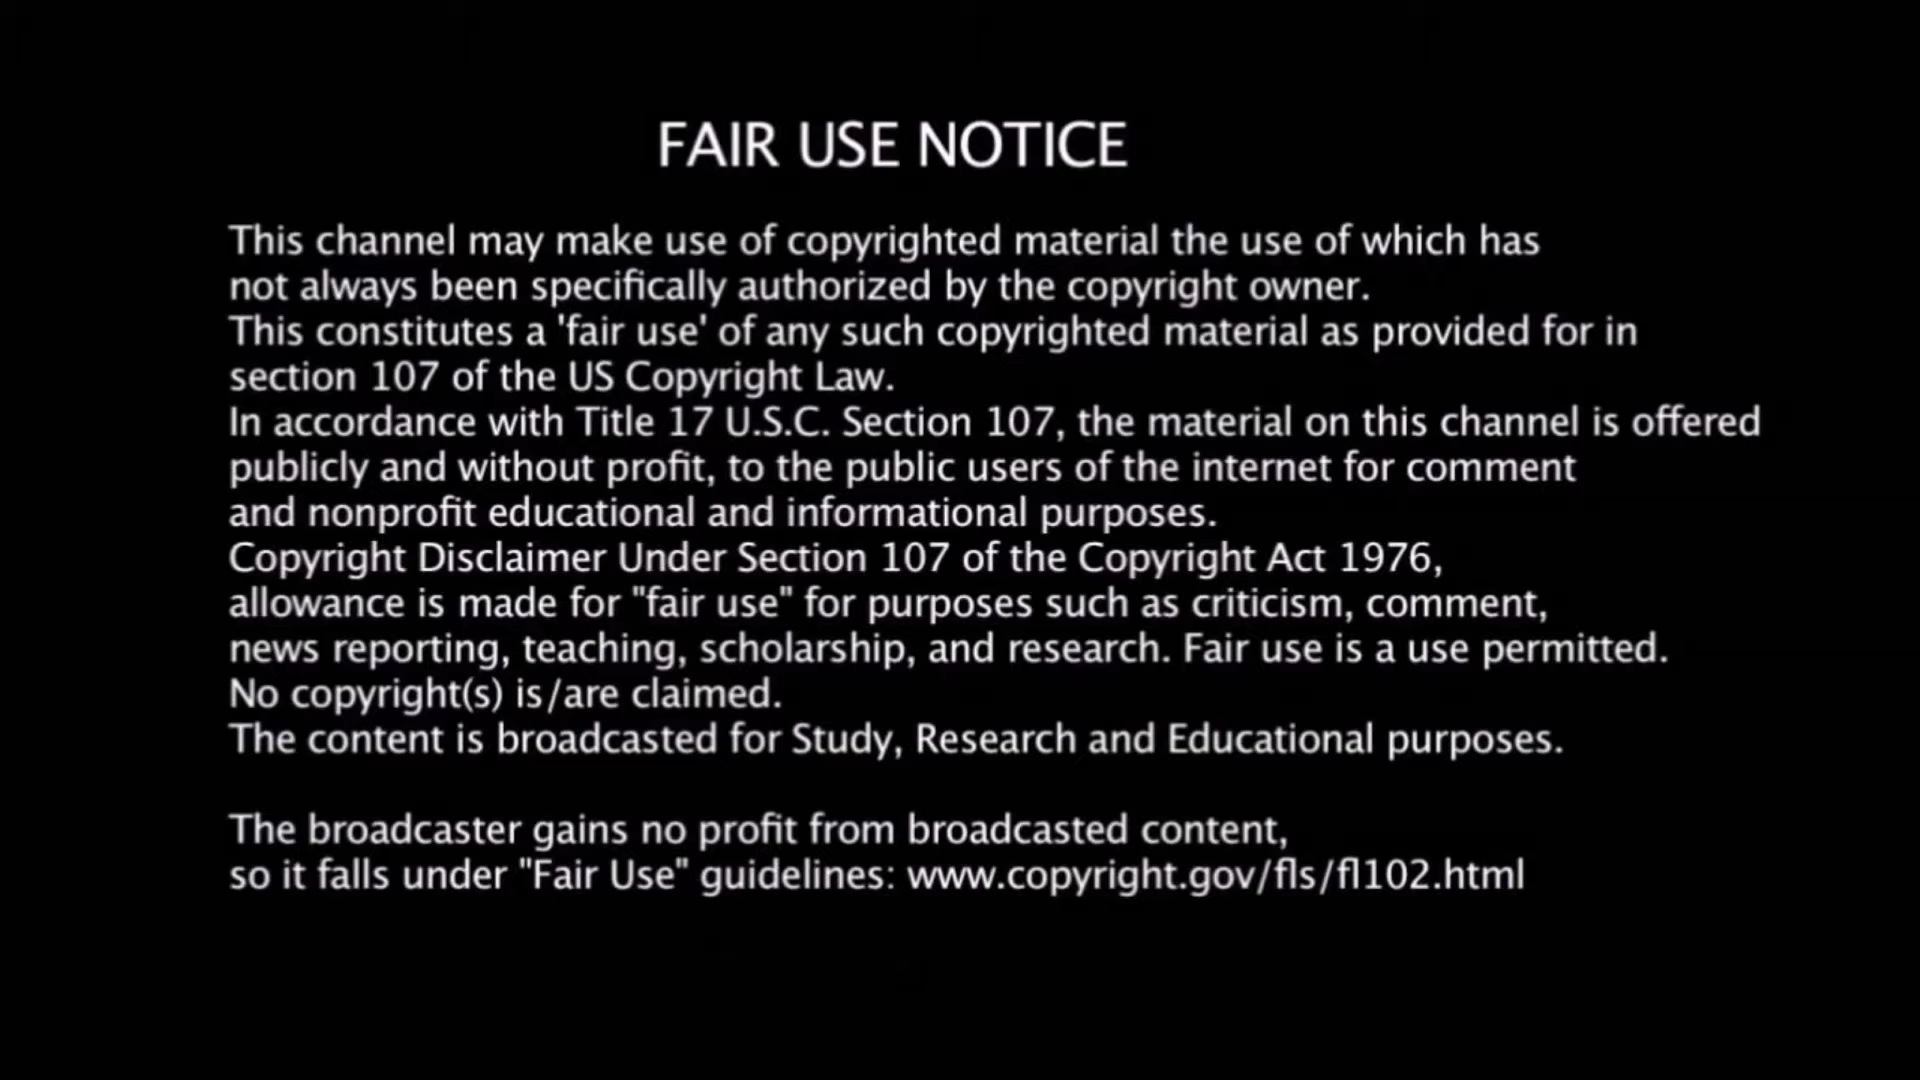 FAIR USE NOTICE
This channel may make use of copyrighted material the use of which has
not always been specifically authorized by the copyright owner.
This constitutes a 'fair use' of any such copyrighted material as provided for in
section 107 of the US Copyright Law.
In accordance with Title 17 U.S.C. Section 107, the material on this channel is offered
publicly and without profit, to the public users of the internet for comment
and nonprofit educational and informational purposes.
Copyright Disclaimer Under Section 107 of the Copyright Act 1976,
allowance is made for "fair use" for purposes such as criticism, comment,
news reporting, teaching, scholarship, and research. Fair use is a use permitted.
No copyright(s) is/are claimed.
The content is broadcasted for Study, Research and Educational purposes.
The broadcaster gains no profit from broadcasted content,
so it falls under "Fair Use" guidelines: www.copyright.gov/fls/fl102.html